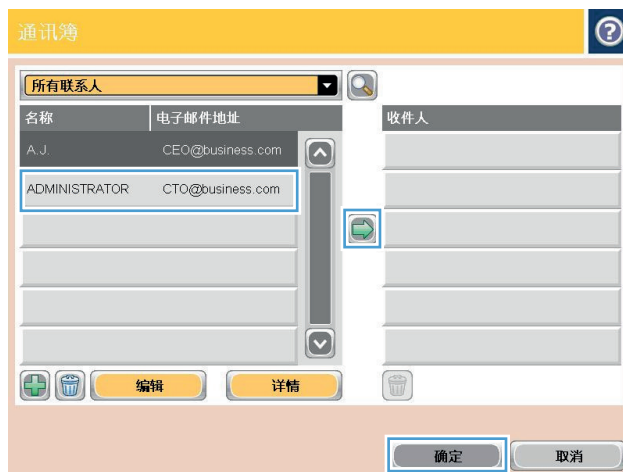 通讯簿
所有联系人
名称 电子邮件地址 收件人
A.J. CEO@business.com
ADMINISTRATOR CTO@business.com
编辑 详情
确定 取消